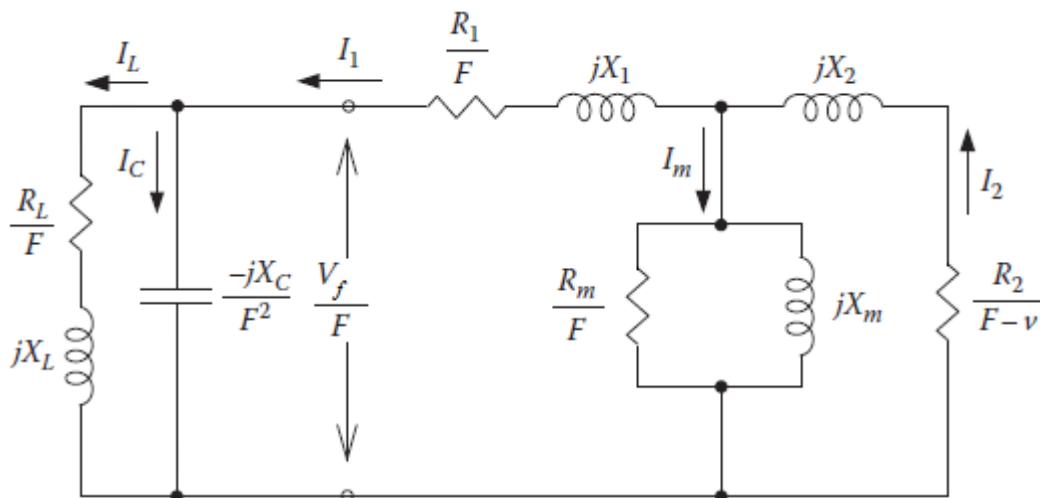 I_L
I_1
R_1/F
jX_1
jX_2
I_C
I_m
I_2
R_L/F
-jX_C/F^2
V_f/F
R_m/F
jX_m
R_2/(F-v)
jX_L